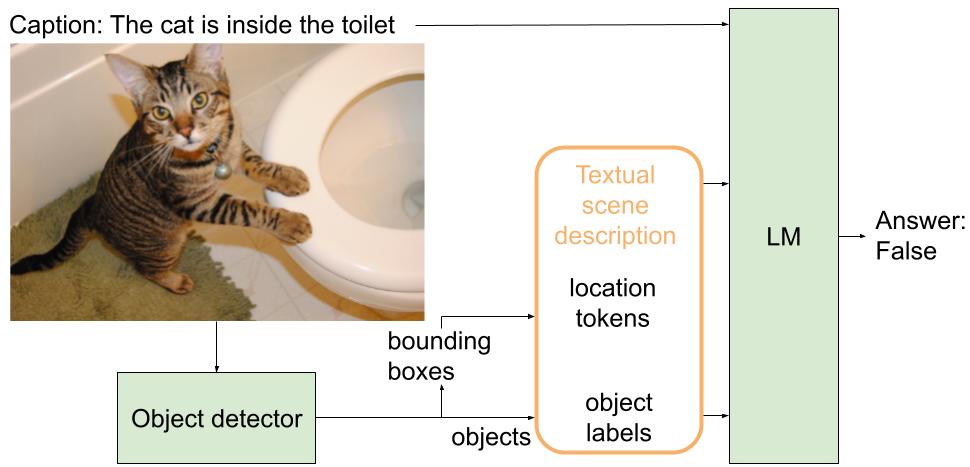 Caption: The cat is inside the toilet
Textual
scene
description
location
tokens
object
labels
bounding
boxes
objects
Object detector
LM
Answer:
False